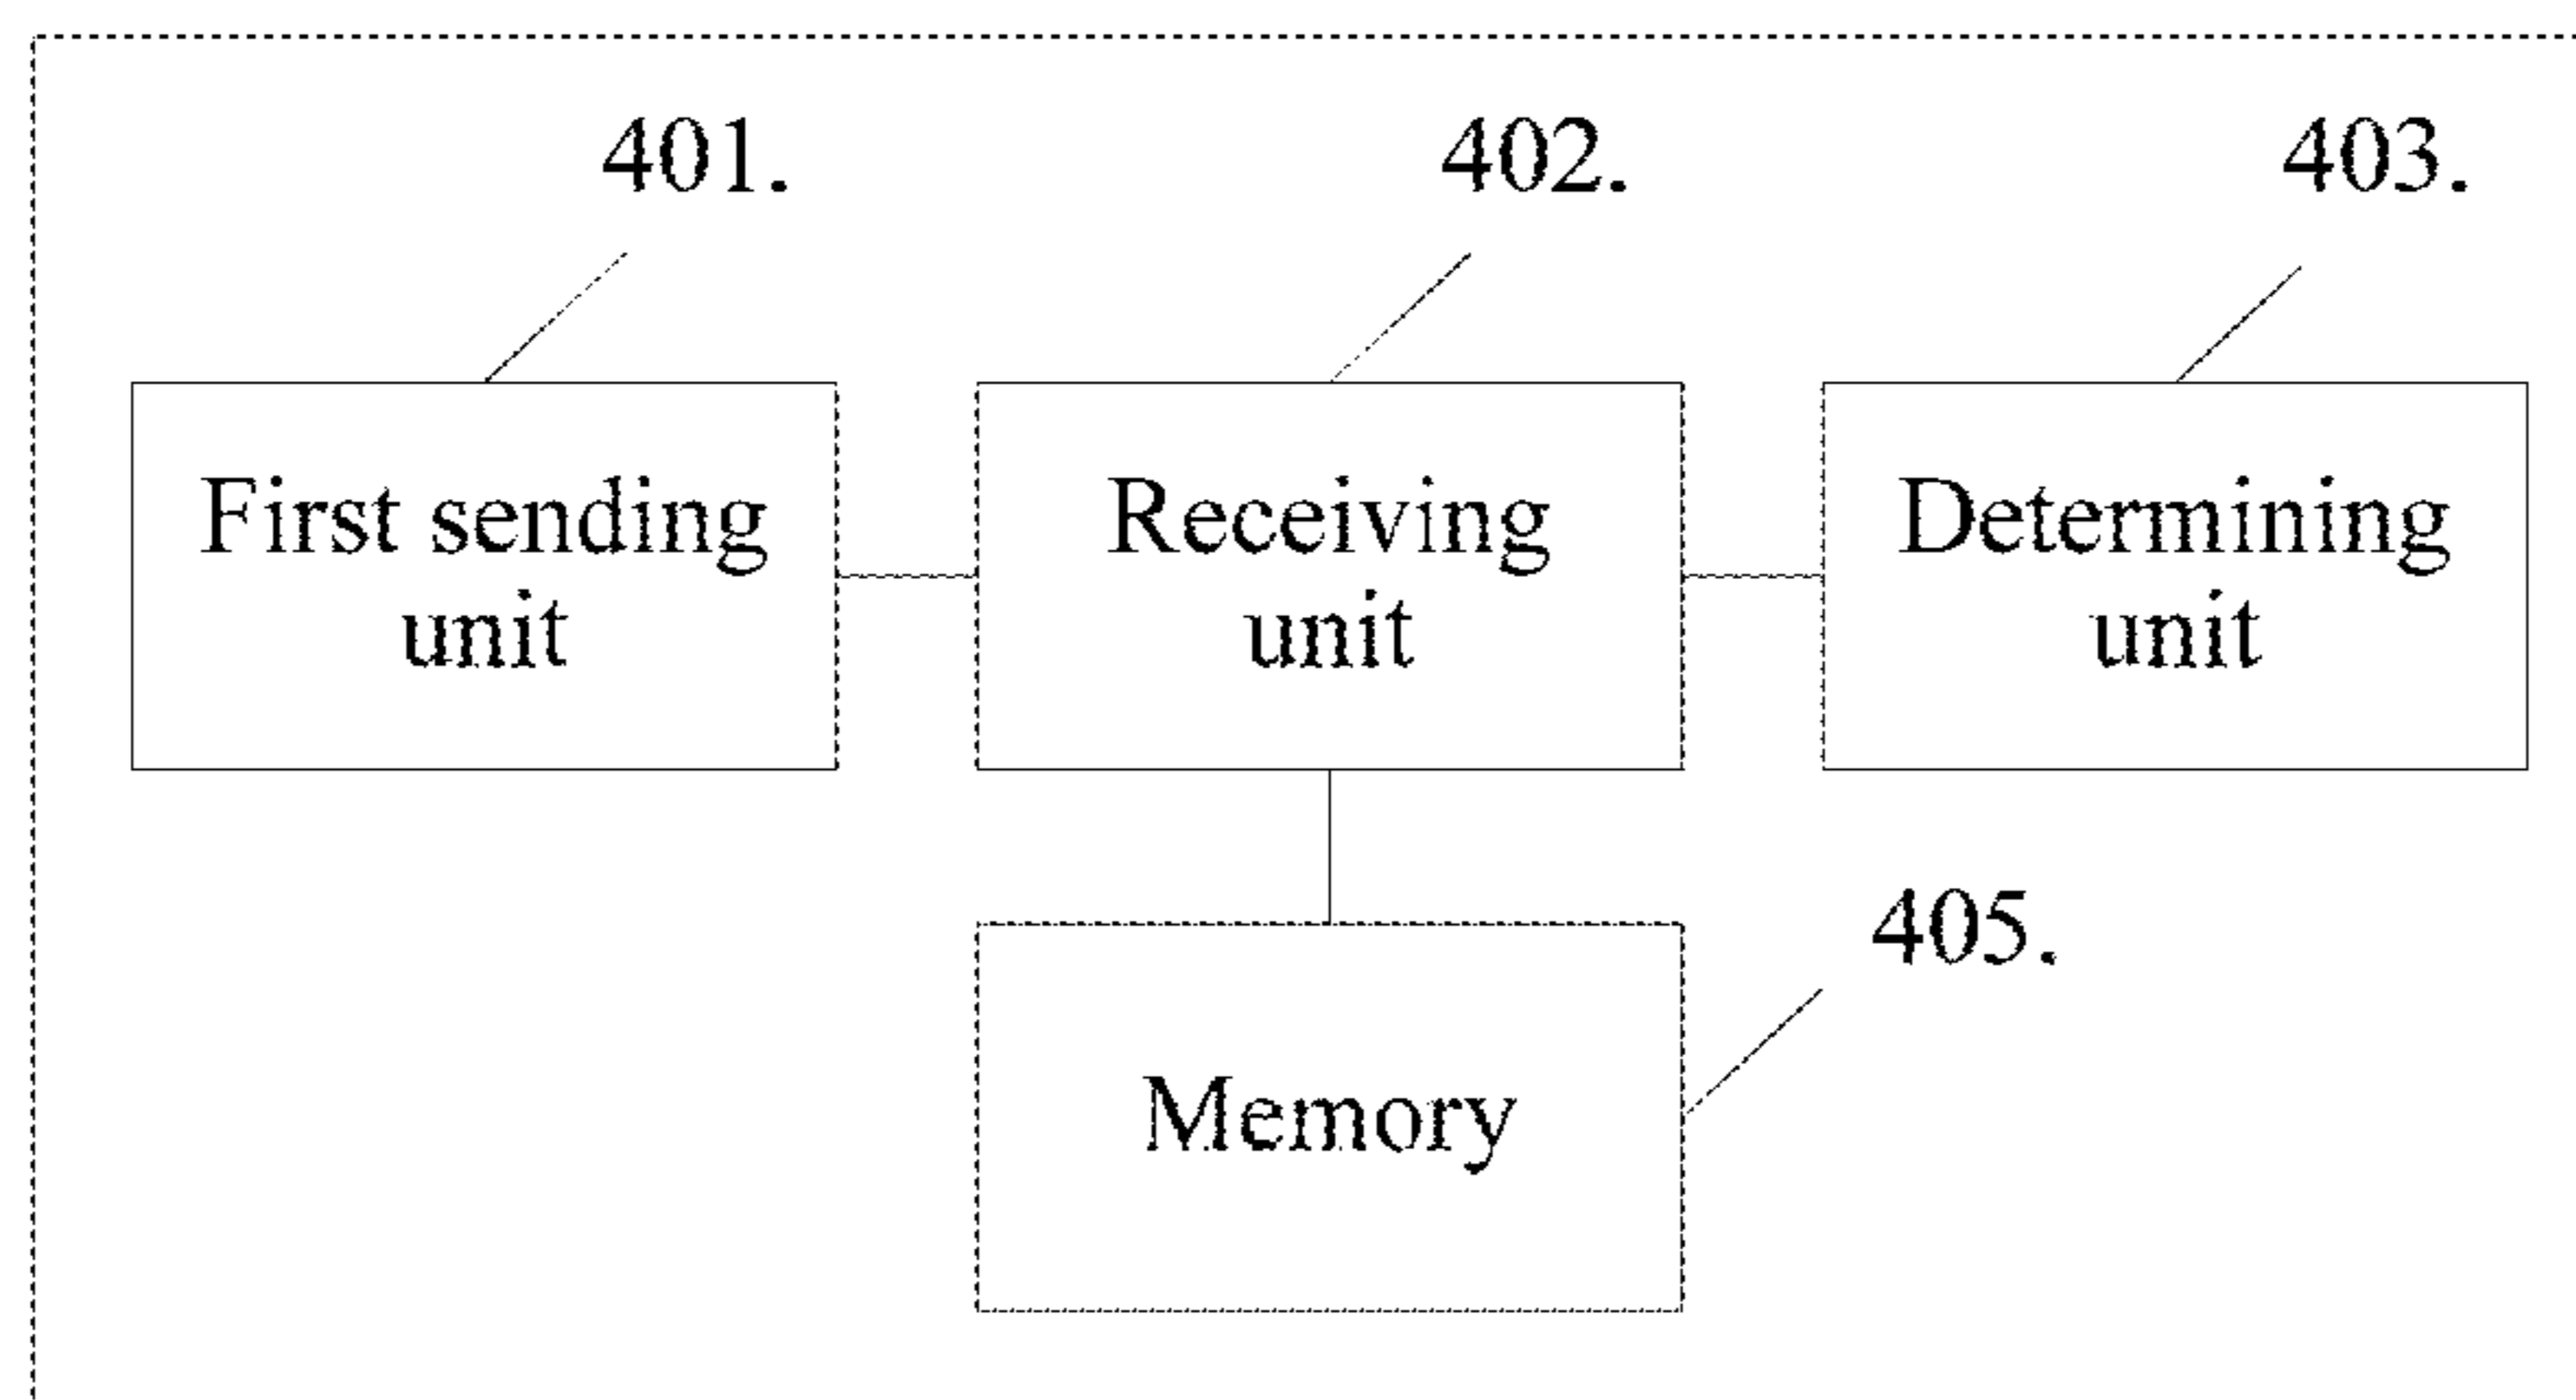 401.
402.
403.
First sending
unit
Receiving
unit
Determining
unit
405.
Memory